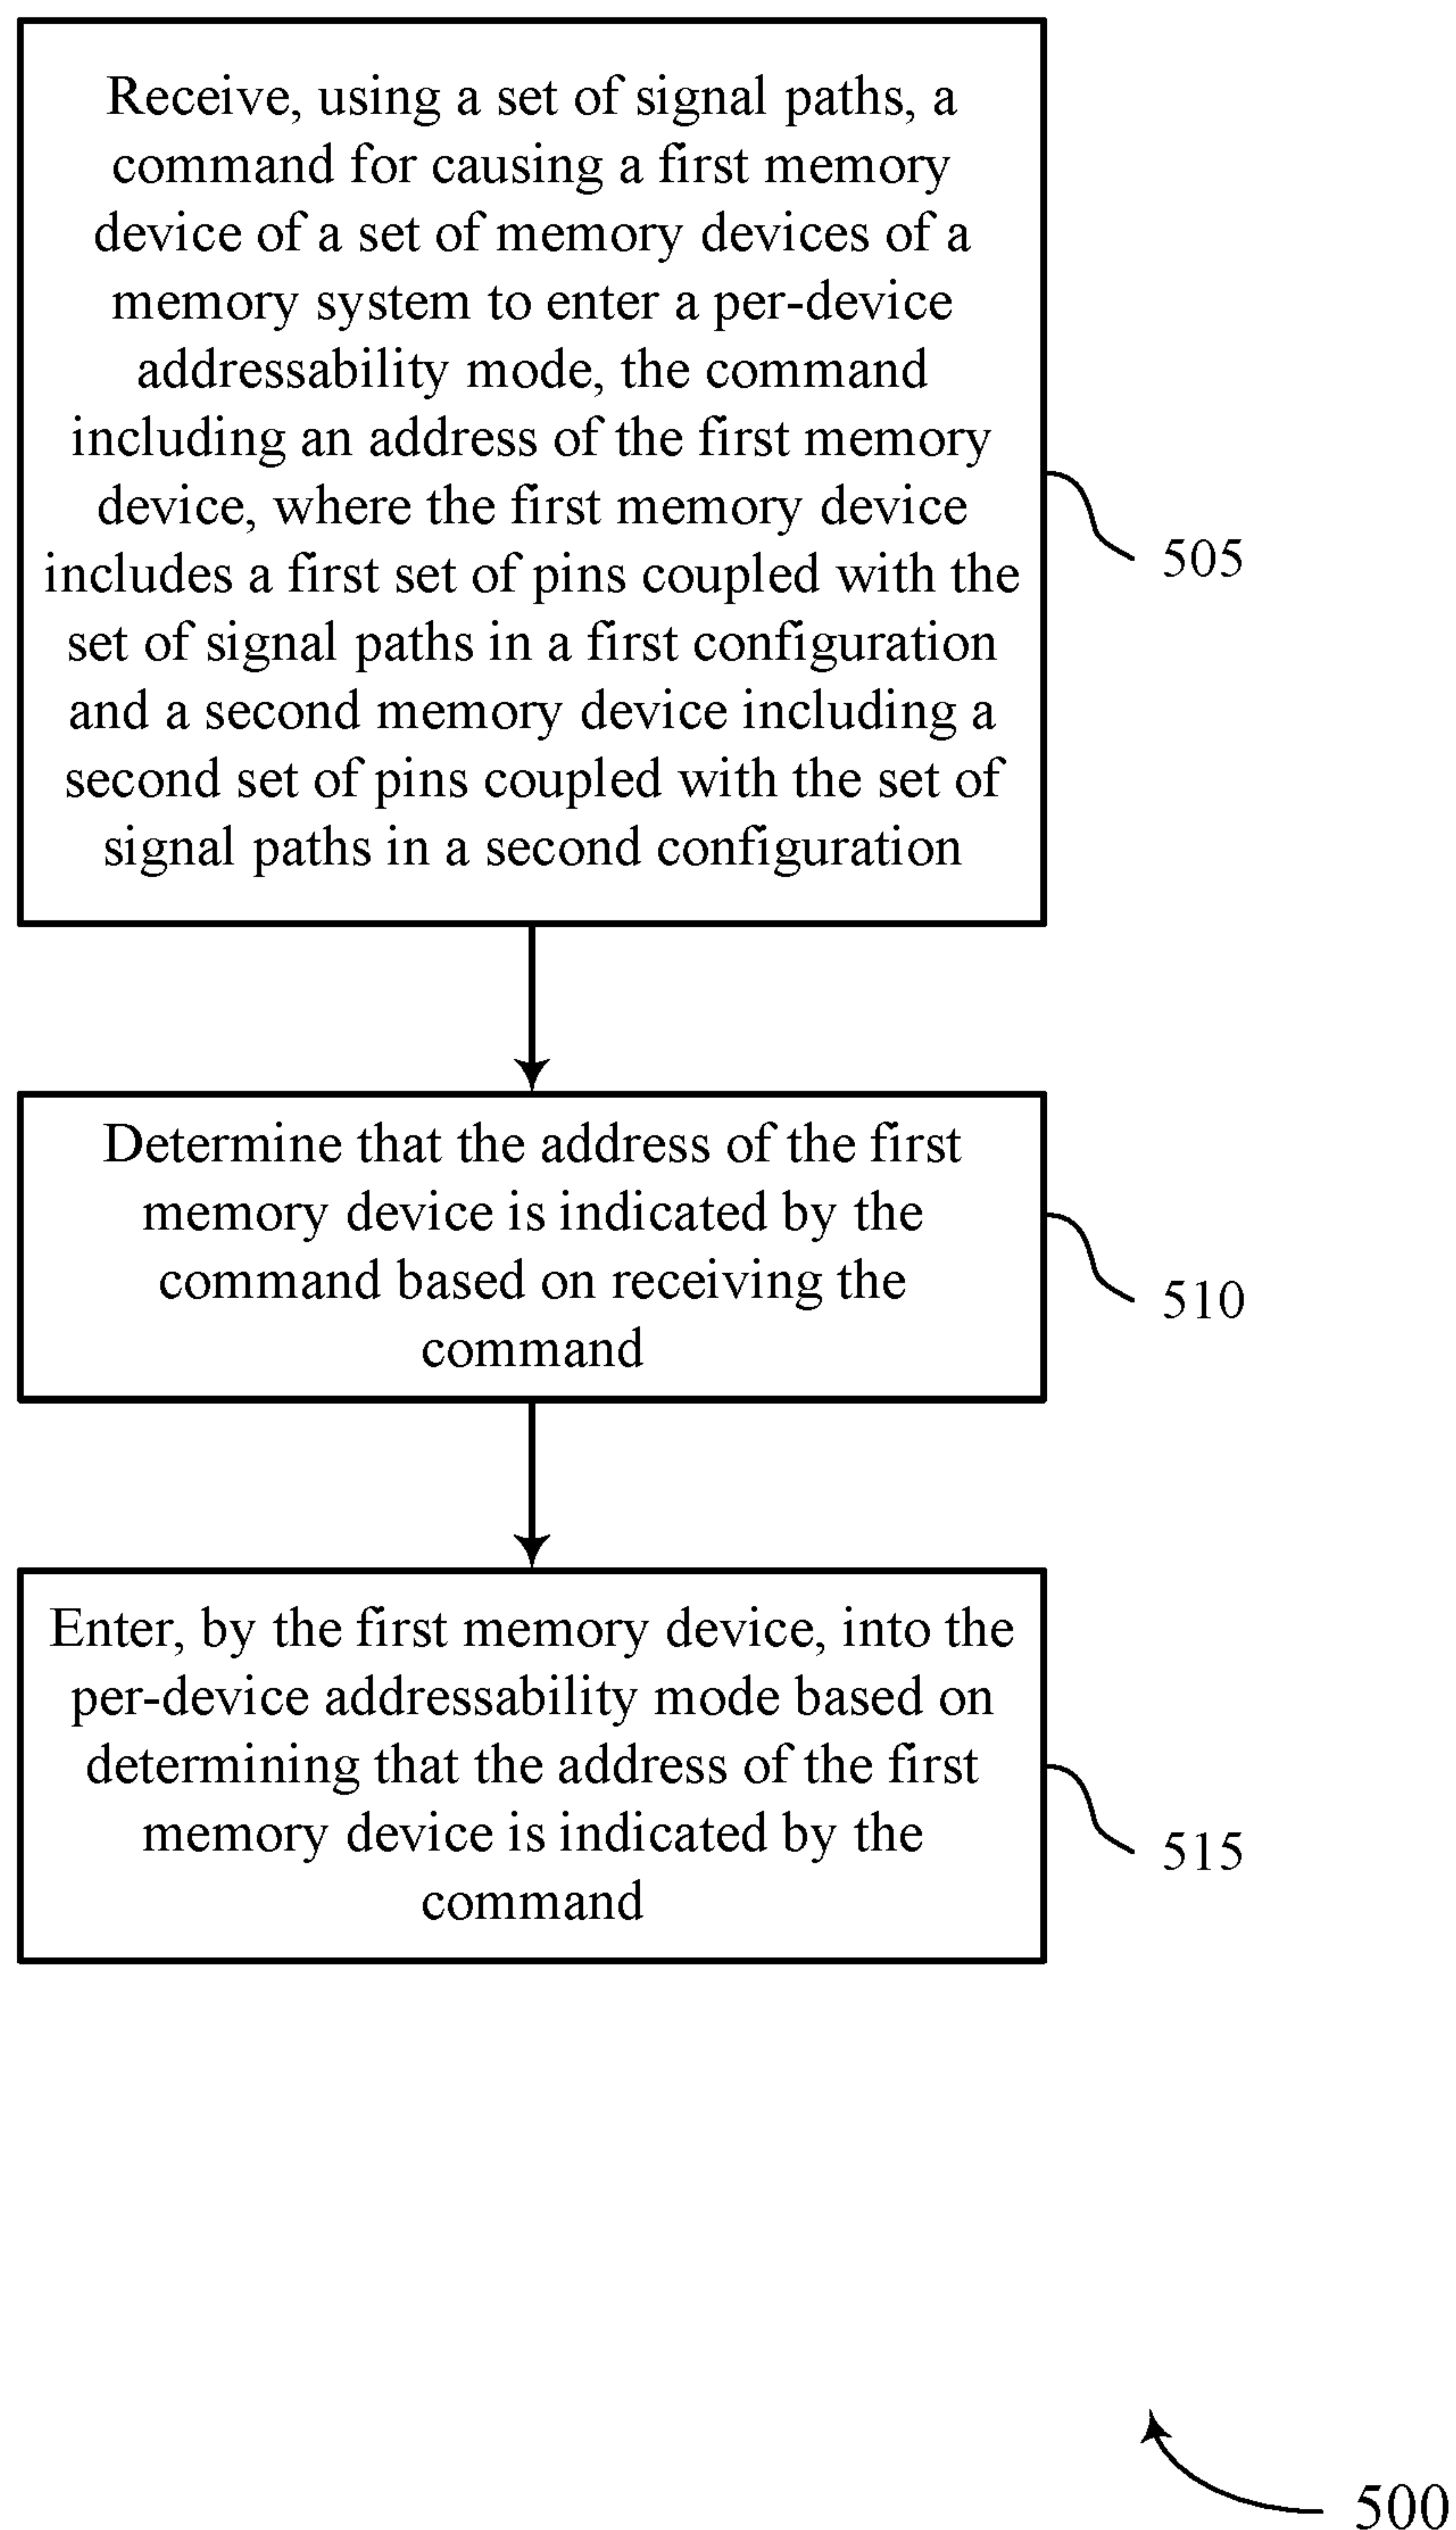 Receive, using a set of signal paths, a
command for causing a first memory
device of a set of memory devices of a
memory system to enter a per-device
addressability mode, the command
including an address of the first memory
device, where the first memory device
includes a first set of pins coupled with the
set of signal paths in a first configuration
and a second memory device including a
second set of pins coupled with the set of
signal paths in a second configuration
505
Determine that the address of the first
memory device is indicated by the
command based on receiving the
command
510
Enter, by the first memory device, into the
per-device addressability mode based on
determining that the address of the first
memory device is indicated by the
command
515
500